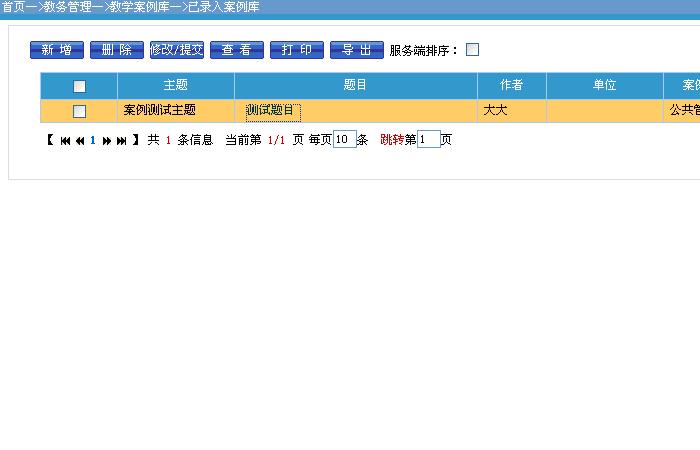 首页—>教务管理—>教学案例库—>已录入案例库
新 增 删 除 修改/提交 查 看 打 印 导 出 服务端排序：
主题 题目 作者 单位 案例
案例测试主题 测试题目 大大 公共管
【 1 】 共 1 条信息 当前第 1/1 页 每页10条 跳转第1页